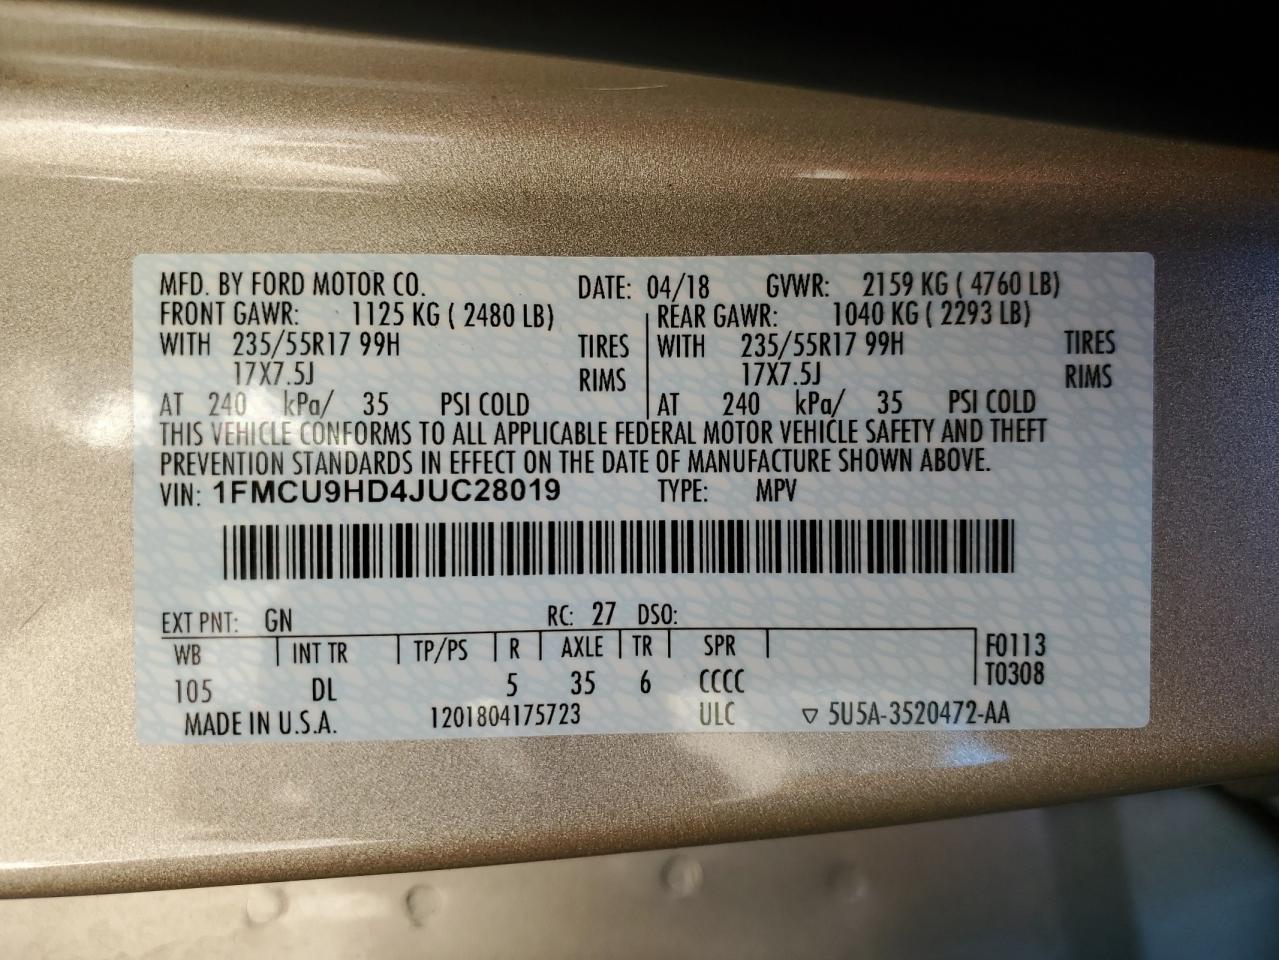 MFD. BY FORD MOTOR CO. DATE: 04/18 GVWR: 2159 KG ( 4760 LB)
FRONT GAWR: 1125 KG ( 2480 LB) REAR GAWR: 1040 KG ( 2293 LB)
WITH 235/55R17 99H TIRES WITH 235/55R17 99H TIRES
17X7.5J RIMS 17X7.5J RIMS
AT 240 kPa/ 35 PSI COLD AT 240 kPa/ 35 PSI COLD
THIS VEHICLE CONFORMS TO ALL APPLICABLE FEDERAL MOTOR VEHICLE SAFETY AND THEFT
PREVENTION STANDARDS IN EFFECT ON THE DATE OF MANUFACTURE SHOWN ABOVE.
VIN: 1FMCU9HD4JUC28019 TYPE: MPV
EXT PNT: GN RC: 27 DSO:
WB INT TR TP/PS R AXLE TR SPR F0113
105 DL 5 35 6 CCCC T0308
MADE IN U.S.A. 1201804175723 ULC ▽ 5U5A-3520472-AA